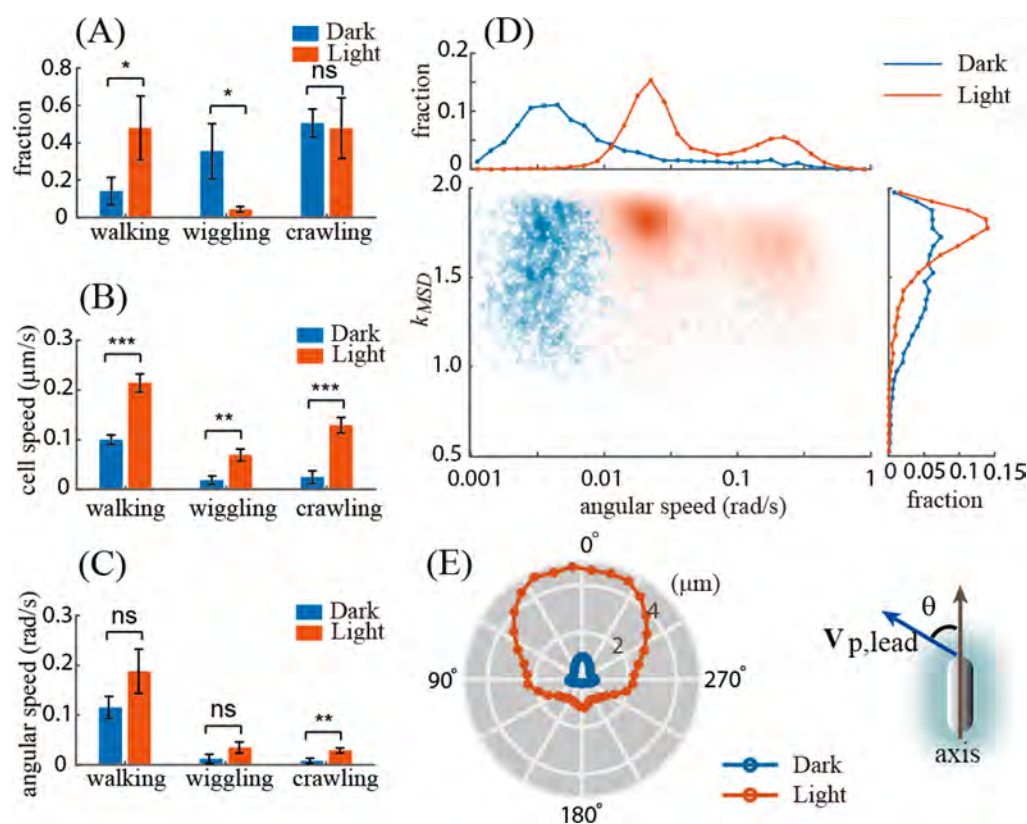 (A)
Dark
Light
fraction
0.8
0.6
0.4
0.2
0
*
*
ns
walking
wiggling
crawling
(B)
Dark
Light
cell speed (μm/s)
0.3
0.2
0.1
0
***
**
***
walking
wiggling
crawling
(C)
Dark
Light
angular speed (rad/s)
0.3
0.2
0.1
0
ns
ns
**
walking
wiggling
crawling
(D)
Dark
Light
fraction
0.2
0.1
0
kMSD
2.0
1.5
1.0
0.5
0.001
0.01
0.1
1
angular speed (rad/s)
0
0.05
0.10
0.15
fraction
(E)
0°
(μm)
4
2
90°
270°
180°
Dark
Light
θ
Vp,lead
axis